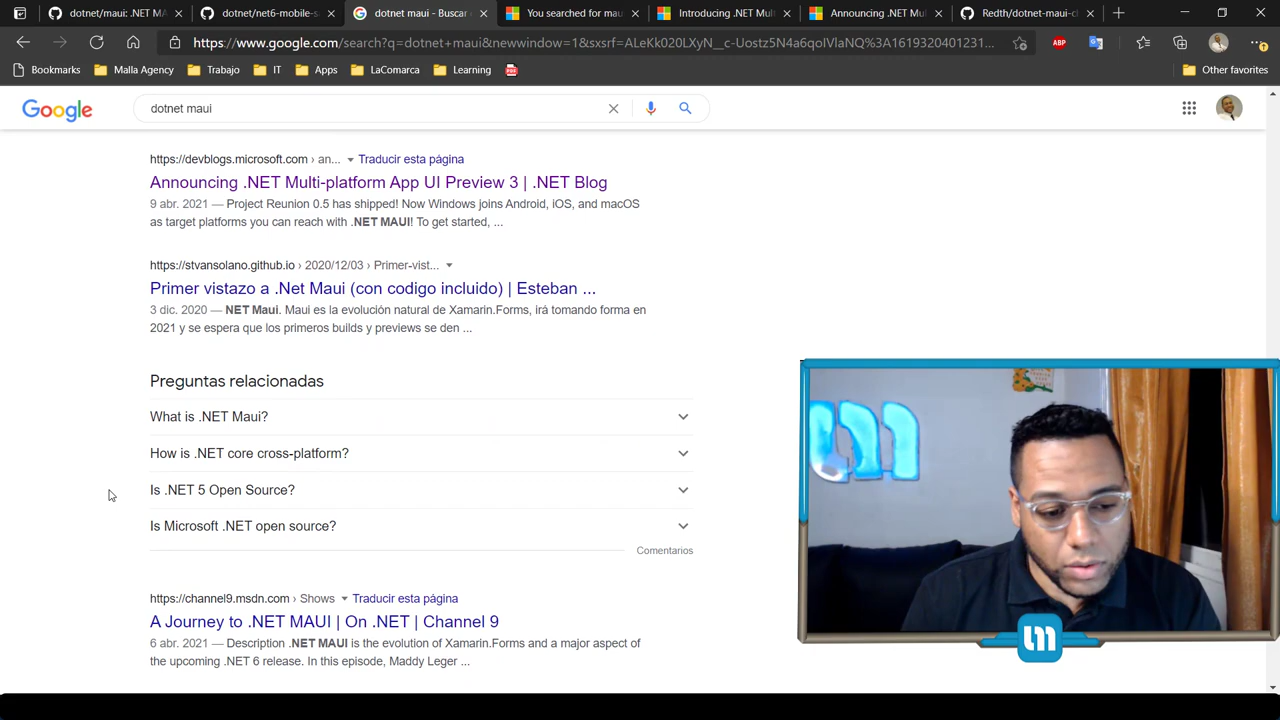 dotnet/maui: .NET MA
dotnet/net6-mobile-s
dotnet maui - Buscar
You searched for mau
Introducing .NET Mult
Announcing .NET Mul
Redth/dotnet-maui-c
https://www.google.com/search?q=dotnet+maui&newwindow=1&sxsrf=ALeKk020LXyN__c-Uostz5N4a6qoIVlaNQ%3A1619320401231...
ABP
Bookmarks
Malla Agency
Trabajo
IT
Apps
LaComarca
Learning
PDF
Other favorites
Google
dotnet maui
https://devblogs.microsoft.com › an... Traducir esta página
Announcing .NET Multi-platform App UI Preview 3 | .NET Blog
9 abr. 2021 — Project Reunion 0.5 has shipped! Now Windows joins Android, iOS, and macOS
as target platforms you can reach with .NET MAUI! To get started, ...
https://stvansolano.github.io › 2020/12/03 › Primer-vist...
Primer vistazo a .Net Maui (con codigo incluido) | Esteban ...
3 dic. 2020 — NET Maui. Maui es la evolución natural de Xamarin.Forms, irá tomando forma en
2021 y se espera que los primeros builds y previews se den ...
Preguntas relacionadas
What is .NET Maui?
How is .NET core cross-platform?
Is .NET 5 Open Source?
Is Microsoft .NET open source?
Comentarios
https://channel9.msdn.com › Shows Traducir esta página
A Journey to .NET MAUI | On .NET | Channel 9
6 abr. 2021 — Description .NET MAUI is the evolution of Xamarin.Forms and a major aspect of
the upcoming .NET 6 release. In this episode, Maddy Leger ...